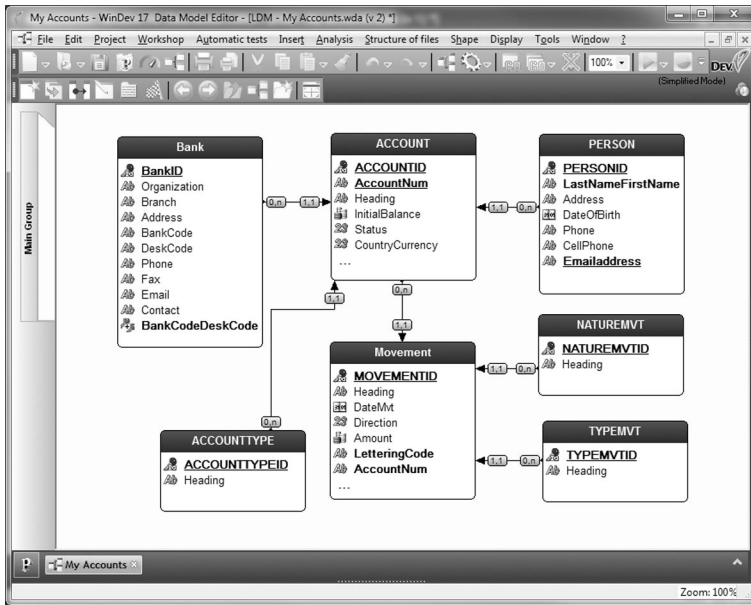 My Accounts - WinDev 17 Data Model Editor - [LDM - My Accounts.wda (v 2) *]
File Edit Project Workshop Automatic tests Insert Analysis Structure of files Shape Display Tools Window ?
100%
DEV
(Simplified Mode)
Main Group
Bank
BankID
Organization
Branch
Address
BankCode
DeskCode
Phone
Fax
Email
Contact
BankCodeDeskCode
0,n
1,1
ACCOUNT
ACCOUNTID
AccountNum
Heading
InitialBalance
Status
CountryCurrency
...
1,1
0,n
PERSON
PERSONID
LastNameFirstName
Address
DateOfBirth
Phone
CellPhone
Emailaddress
1,1
0,n
0,n
1,1
ACCOUNTTYPE
ACCOUNTTYPEID
Heading
Movement
MOVEMENTID
Heading
DateMvt
Direction
Amount
LetteringCode
AccountNum
...
1,1
0,n
NATUREMVT
NATUREMVTID
Heading
1,1
0,n
TYPEMVT
TYPEMVTID
Heading
My Accounts
Zoom: 100%